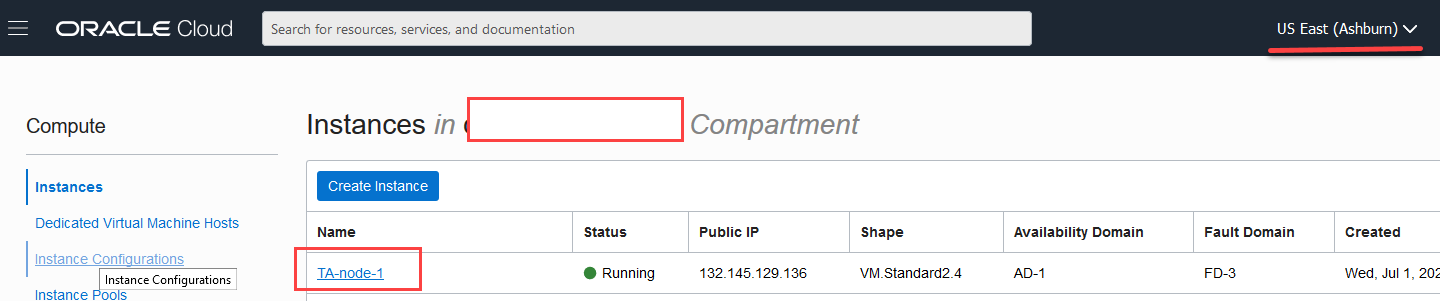 ORACLE Cloud
Search for resources, services, and documentation
US East (Ashburn)
Compute
Instances in Compartment
Instances
Create Instance
Dedicated Virtual Machine Hosts
Name Status Public IP Shape Availability Domain Fault Domain Created
Instance Configurations
TA-node-1 Running 132.145.129.136 VM.Standard2.4 AD-1 FD-3 Wed, Jul 1, 202
Instance Configurations
Instance Pools